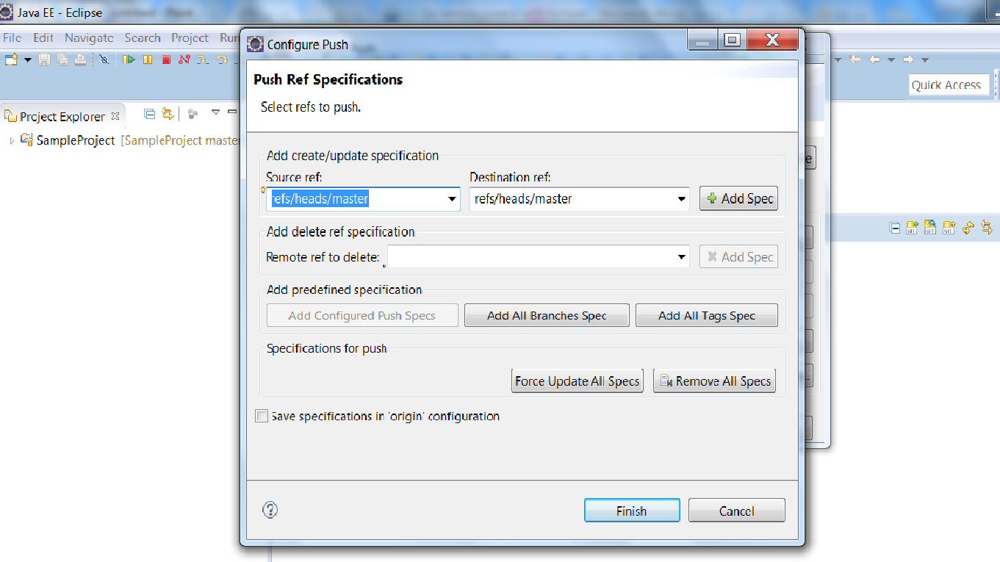 Java EE - Eclipse
File Edit Navigate Search Project Run
Configure Push
Push Ref Specifications
Select refs to push.
Quick Access
Project Explorer
SampleProject [SampleProject master
Add create/update specification
Source ref: Destination ref:
refs/heads/master refs/heads/master Add Spec
Add delete ref specification
Remote ref to delete: Add Spec
Add predefined specification
Add Configured Push Specs Add All Branches Spec Add All Tags Spec
Specifications for push
Force Update All Specs Remove All Specs
Save specifications in 'origin' configuration
Finish Cancel